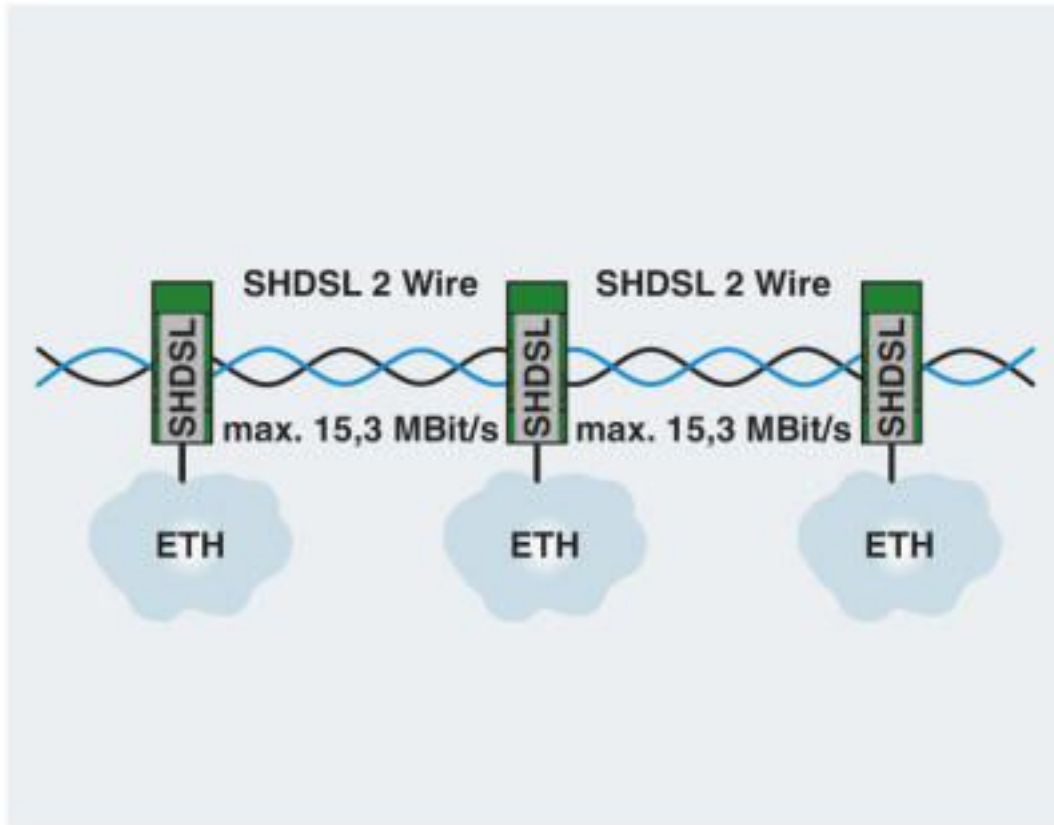 SHDSL 2 Wire
SHDSL 2 Wire
SHDSL
SHDSL
SHDSL
max. 15,3 MBit/s
max. 15,3 MBit/s
ETH
ETH
ETH